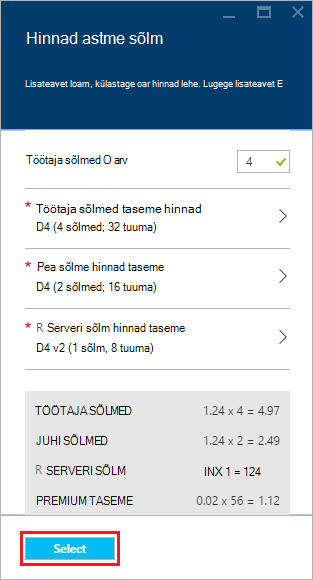 Hinnad astme sõlm
Lisateavet loam, külastage oar hinnad lehe. Lugege lisateavet E
Töötaja sõlmed O arv
4
* Töötaja sõlmed taseme hinnad
D4 (4 sõlmed; 32 tuuma)
* Pea sõlme hinnad taseme
D4 (2 sõlmed; 16 tuuma)
* R Serveri sõlm hinnad taseme
D4 v2 (1 sõlm, 8 tuuma)
TÖÖTAJA SÕLMED 1.24 x 4 = 4.97
JUHI SÕLMED 1.24 x 2 = 2.49
R SERVERI SÕLM INX 1 = 124
PREMIUM TASEME 0.02 x 56 = 1.12
Select